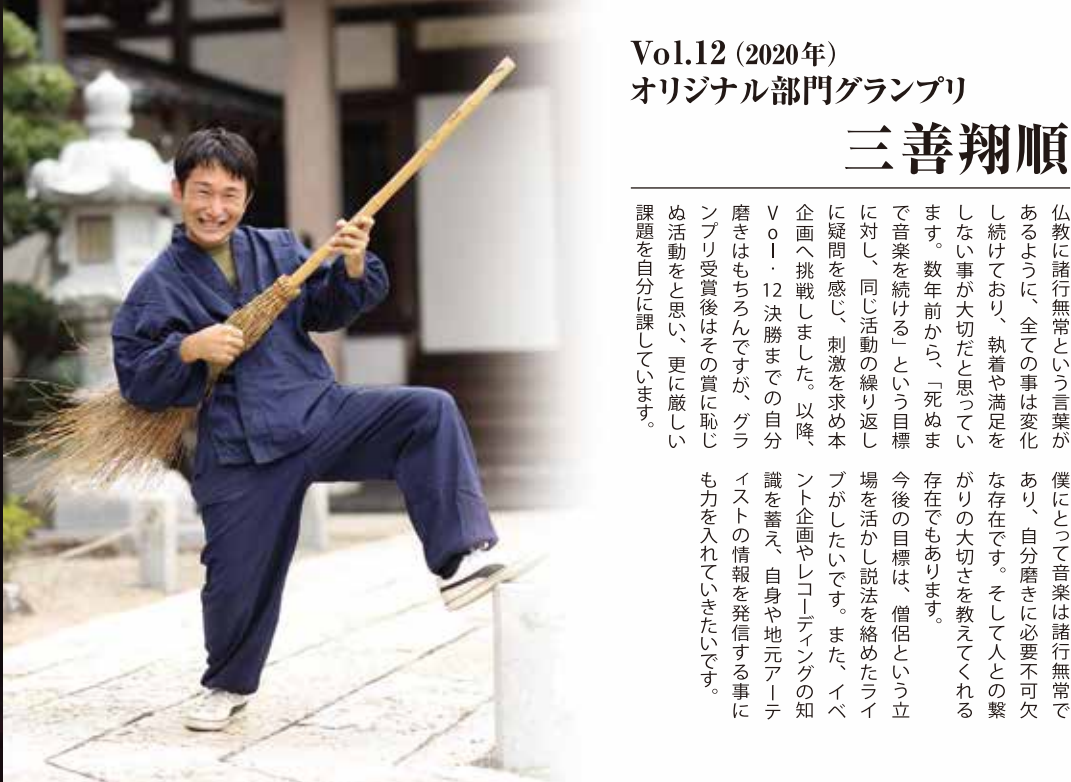 Vol.12（2020年）
オリジナル部門グランプリ
三善翔順
仏教に諸行無常という言葉が
あるように、全ての事は変化
し続けており、執着や満足を
しない事が大切だと思ってい
ます。数年前から、「死ぬま
で音楽を続ける」という目標
に対し、同じ活動の繰り返し
に疑問を感じ、刺激を求め本
企画へ挑戦しました。以降、
Vol・12決勝までの自分
磨きはもちろんですが、グラ
ンプリ受賞後はその賞に恥じ
ぬ活動をと思い、更に厳しい
課題を自分に課しています。
僕にとって音楽は諸行無常で
あり、自分磨きに必要不可欠
な存在です。そして人との繋
がりの大切さを教えてくれる
存在でもあります。
今後の目標は、僧侶という立
場を活かし説法を絡めたライ
ブがしたいです。また、イベ
ント企画やレコーディングの知
識を蓄え、自身や地元アーテ
ィストの情報を発信する事に
も力を入れていきたいです。